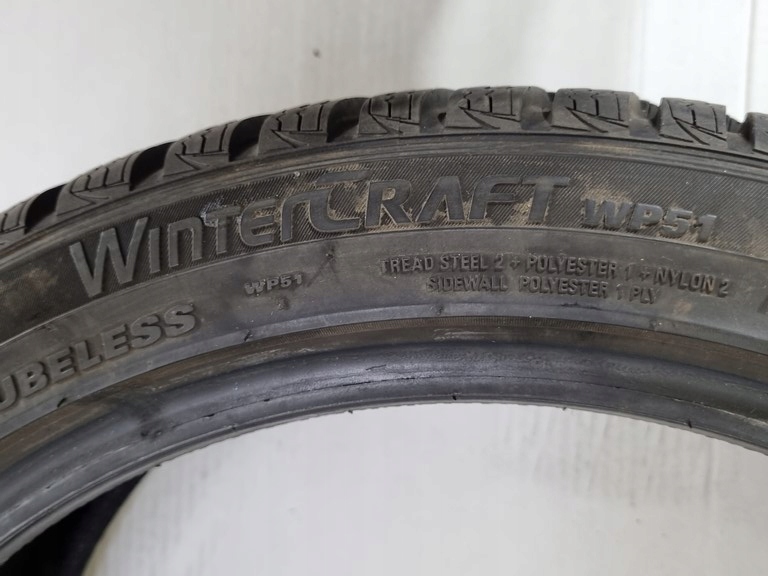 WINTERCRAFT WP51
WP51
TREAD STEEL 2 + POLYESTER 1 + NYLON 2
SIDEWALL POLYESTER 1 PLY
UBELESS